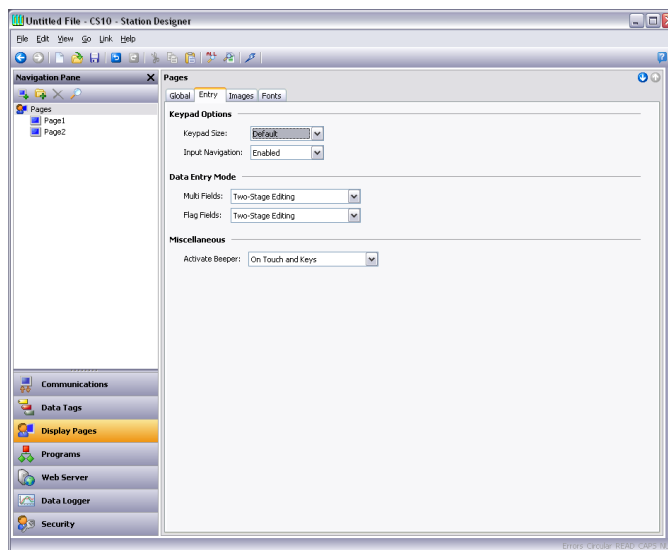 Untitled File - CS10 - Station Designer
File Edit View Go Link Help
Navigation Pane
Pages
Page1
Page2
Communications
Data Tags
Display Pages
Programs
Web Server
Data Logger
Security
Pages
Global Entry Images Fonts
Keypad Options
Keypad Size: Default
Input Navigation: Enabled
Data Entry Mode
Multi Fields: Two-Stage Editing
Flag Fields: Two-Stage Editing
Miscellaneous
Activate Beeper: On Touch and Keys
Errors Circular READ CAPS